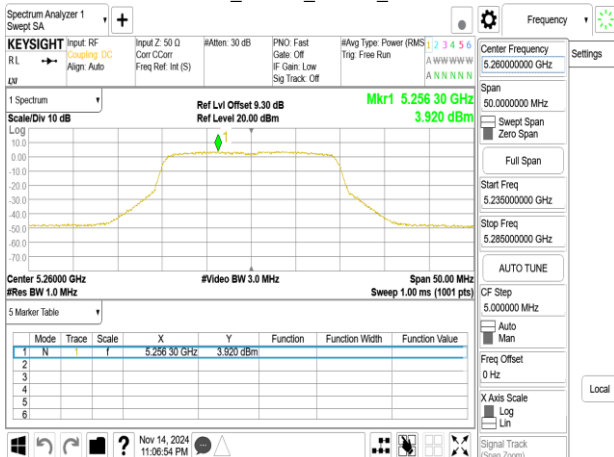 Spectrum Analyzer 1
Swept SA
+
Frequency
KEYSIGHT
RL
Input: RF
Coupling: DC
Align: Auto
Input Z: 50 Ω
Corr CCorr
Freq Ref: Int (S)
#Atten: 30 dB
PNO: Fast
Gate: Off
IF Gain: Low
Sig Track: Off
#Avg Type: Power (RMS
Trig: Free Run
1 2 3 4 5 6
A W W W W W
A N N N N N
1 Spectrum
Scale/Div 10 dB
Ref Lvl Offset 9.30 dB
Ref Level 20.00 dBm
Mkr1 5.256 30 GHz
3.920 dBm
Log
10.0
0.00
-10.0
-20.0
-30.0
-40.0
-50.0
-60.0
-70.0
1
Center 5.26000 GHz
#Res BW 1.0 MHz
#Video BW 3.0 MHz
Span 50.00 MHz
Sweep 1.00 ms (1001 pts)
5 Marker Table
Mode Trace Scale X Y Function Function Width Function Value
1 N 1 f 5.256 30 GHz 3.920 dBm
2
3
4
5
6
Nov 14, 2024
11:06:54 PM
Center Frequency
5.260000000 GHz
Span
50.0000000 MHz
Swept Span
Zero Span
Full Span
Start Freq
5.235000000 GHz
Stop Freq
5.285000000 GHz
AUTO TUNE
CF Step
5.000000 MHz
Auto
Man
Freq Offset
0 Hz
X Axis Scale
Log
Lin
Signal Track
(Span Zoom)
Settings
Local